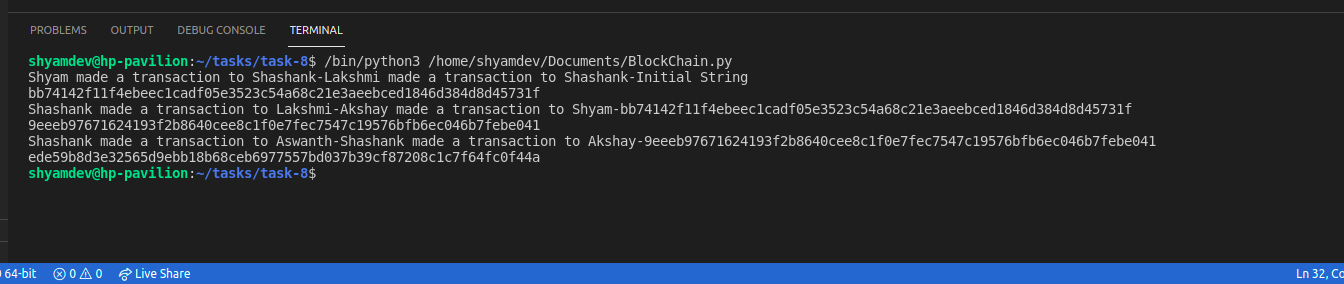 PROBLEMS OUTPUT DEBUG CONSOLE TERMINAL
shyamdev@hp-pavilion:~/tasks/task-8$ /bin/python3 /home/shyamdev/Documents/BlockChain.py
Shyam made a transaction to Shashank-Lakshmi made a transaction to Shashank-Initial String
bb74142f11f4ebeec1cadf05e3523c54a68c21e3aeebced1846d384d8d45731f
Shashank made a transaction to Lakshmi-Akshay made a transaction to Shyam-bb74142f11f4ebeec1cadf05e3523c54a68c21e3aeebced1846d384d8d45731f
9eeeb97671624193f2b8640cee8c1f0e7fec7547c19576bfb6ec046b7febe041
Shashank made a transaction to Aswanth-Shashank made a transaction to Akshay-9eeeb97671624193f2b8640cee8c1f0e7fec7547c19576bfb6ec046b7febe041
ede59b8d3e32565d9ebb18b68ceb6977557bd037b39cf87208c1c7f64fc0f44a
shyamdev@hp-pavilion:~/tasks/task-8$
64-bit 0 0 Live Share Ln 32, Co